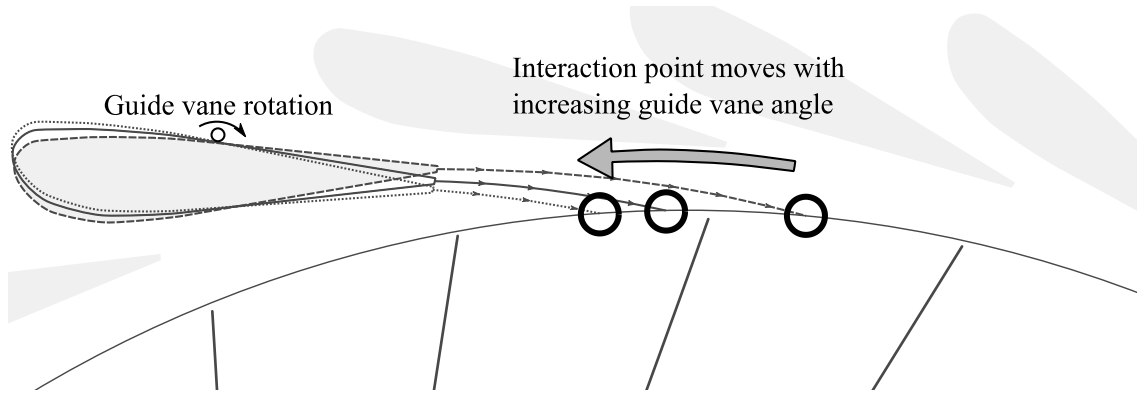 Interaction point moves with
increasing guide vane angle
Guide vane rotation